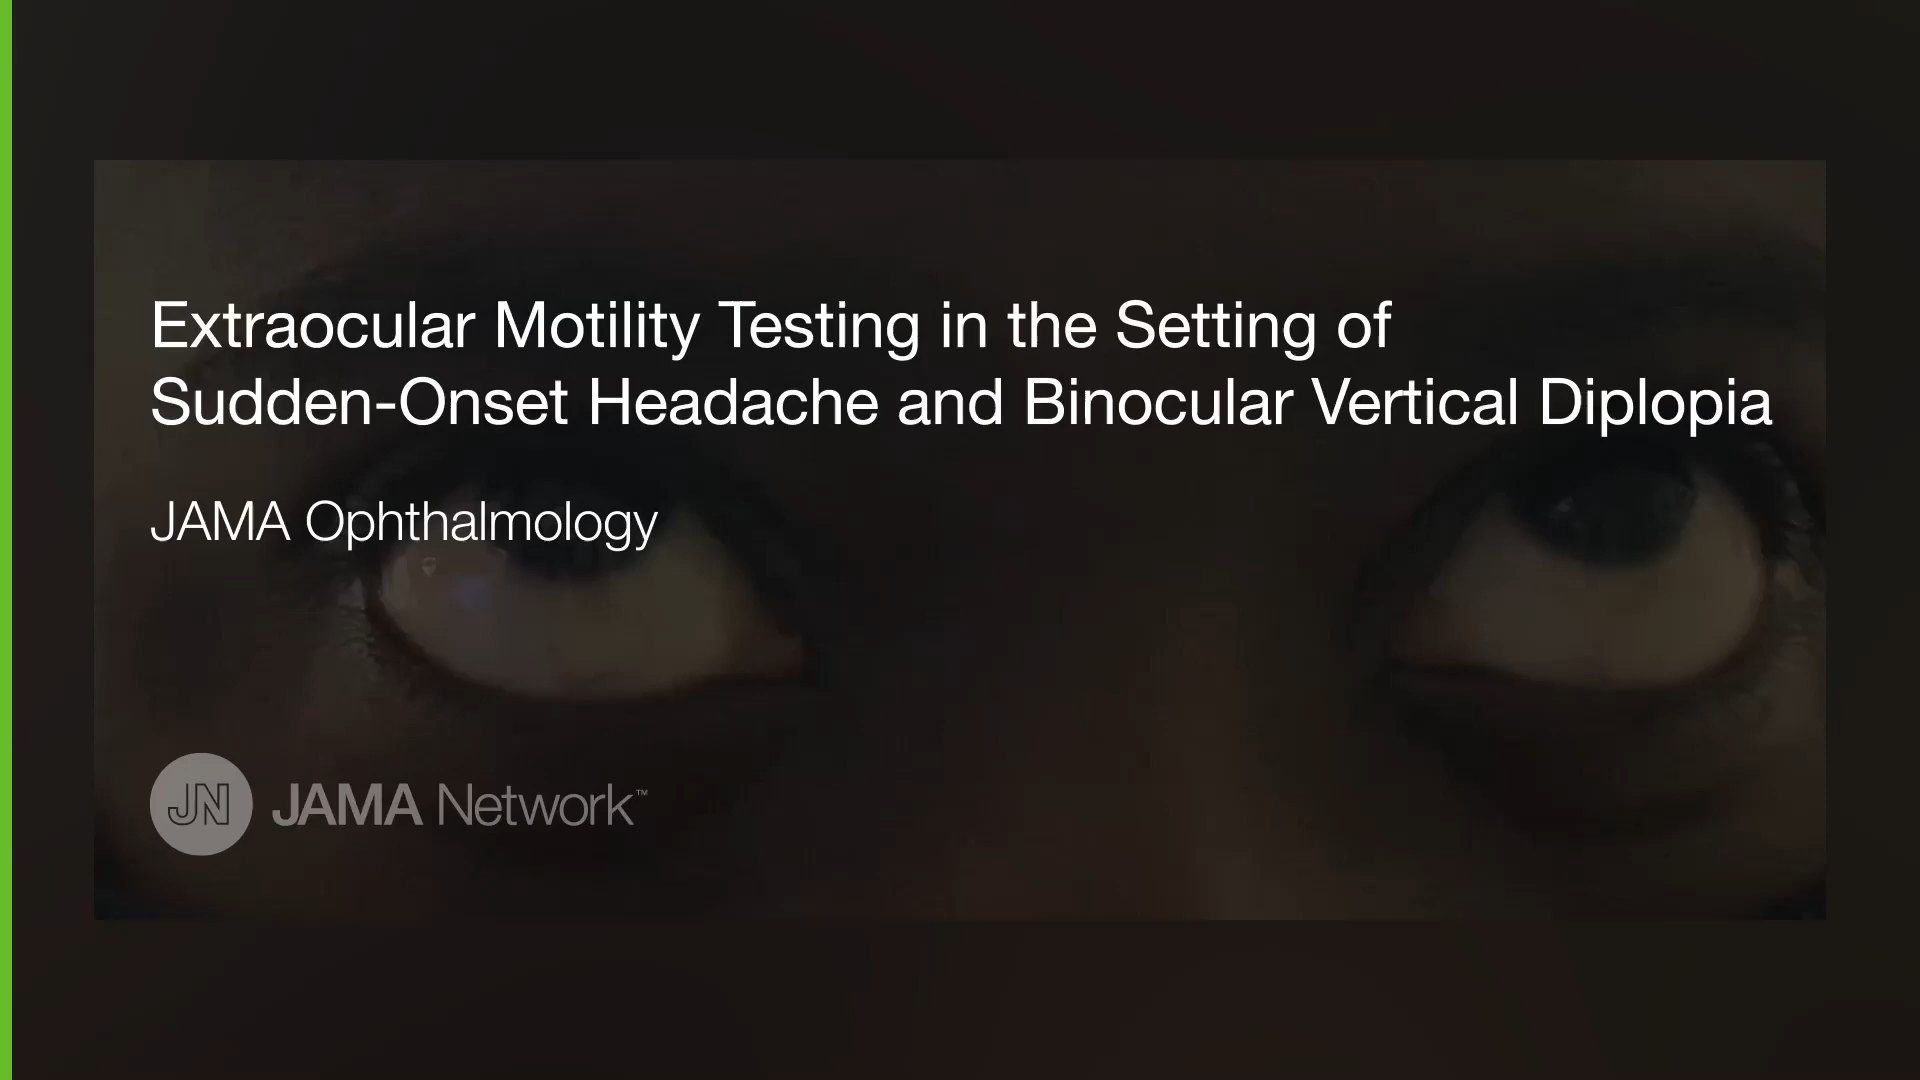 Extraocular Motility Testing in the Setting of
Sudden-Onset Headache and Binocular Vertical Diplopia
JAMA Ophthalmology
JN JAMA Network™